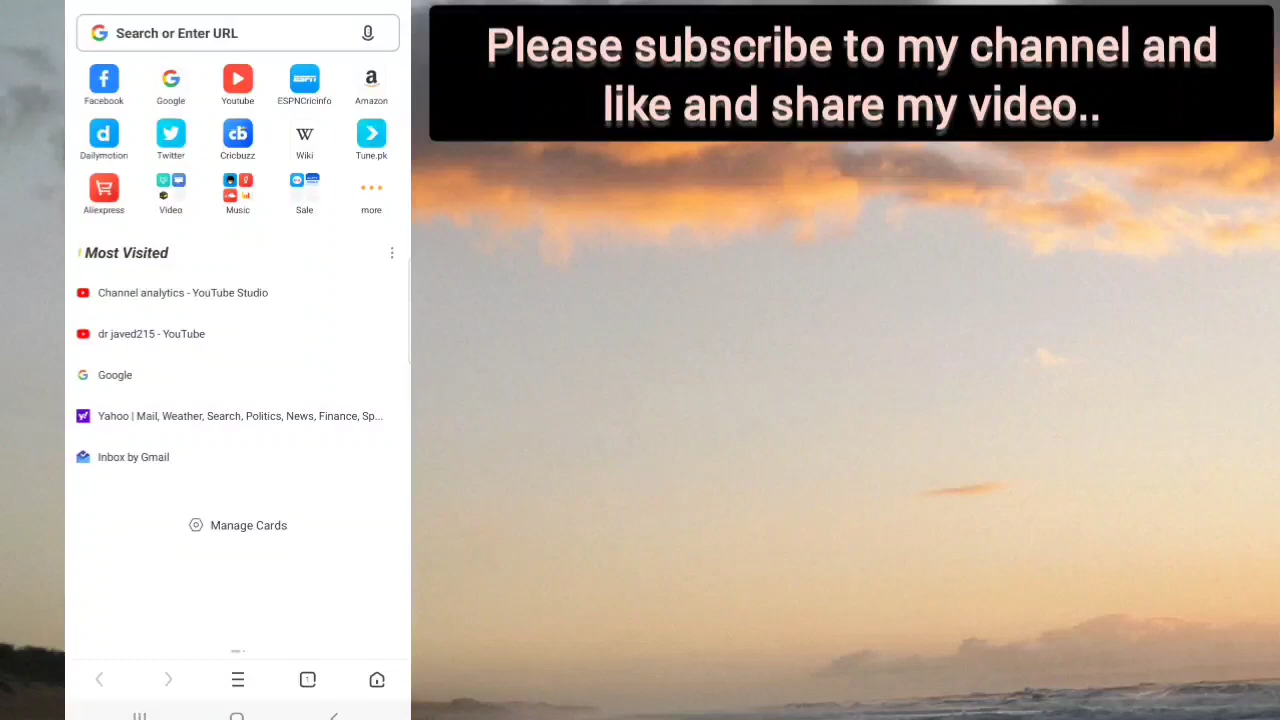 Search or Enter URL
Please subscribe to my channel and
like and share my video..
Facebook
Google
Youtube
ESPNCricinfo
Amazon
Dailymotion
Twitter
Cricbuzz
Wiki
Tune.pk
Aliexpress
Video
Music
Sale
more
Most Visited
Channel analytics - YouTube Studio
dr javed215 - YouTube
Google
Yahoo | Mail, Weather, Search, Politics, News, Finance, Sp...
Inbox by Gmail
Manage Cards